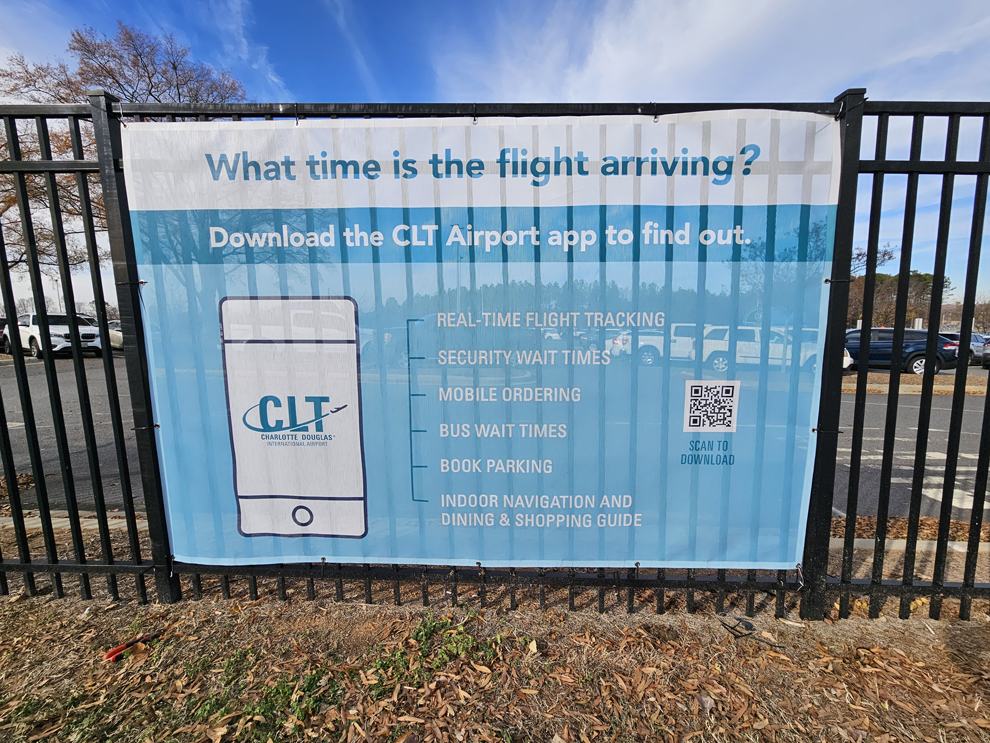 What time is the flight arriving?
Download the CLT Airport app to find out.
REAL-TIME FLIGHT TRACKING
SECURITY WAIT TIMES
MOBILE ORDERING
BUS WAIT TIMES
BOOK PARKING
INDOOR NAVIGATION AND
DINING & SHOPPING GUIDE
CLT
CHARLOTTE DOUGLAS®
INTERNATIONAL AIRPORT
SCAN TO
DOWNLOAD